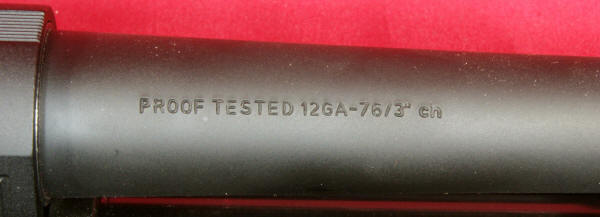 PROOF TESTED 12GA-76/3" ch